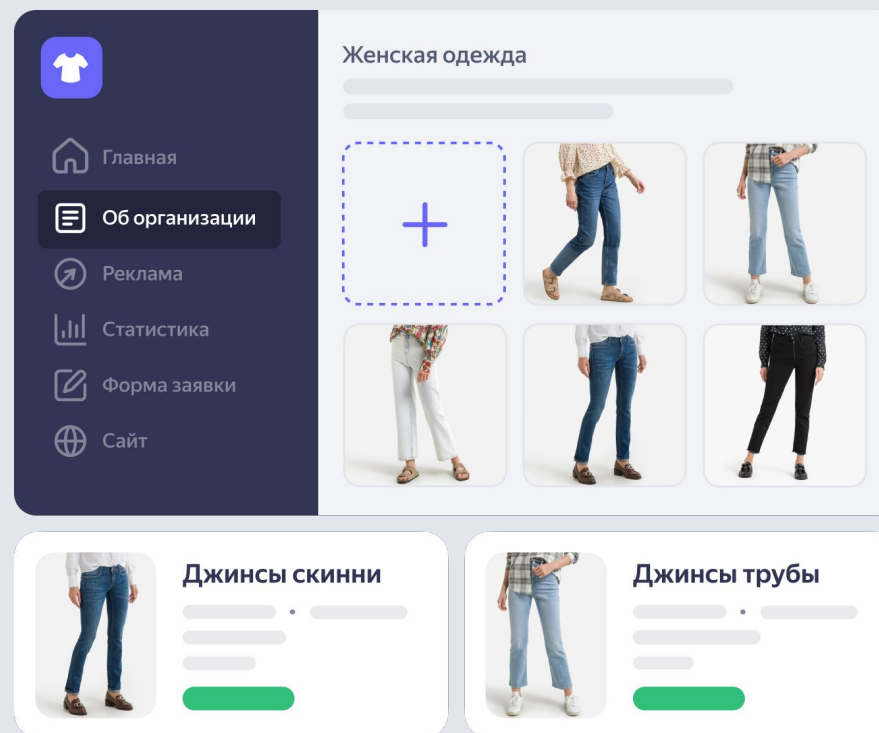 Женская одежда
Главная
Об организации
Реклама
Статистика
Форма заявки
Сайт
Джинсы скинни
Джинсы трубы